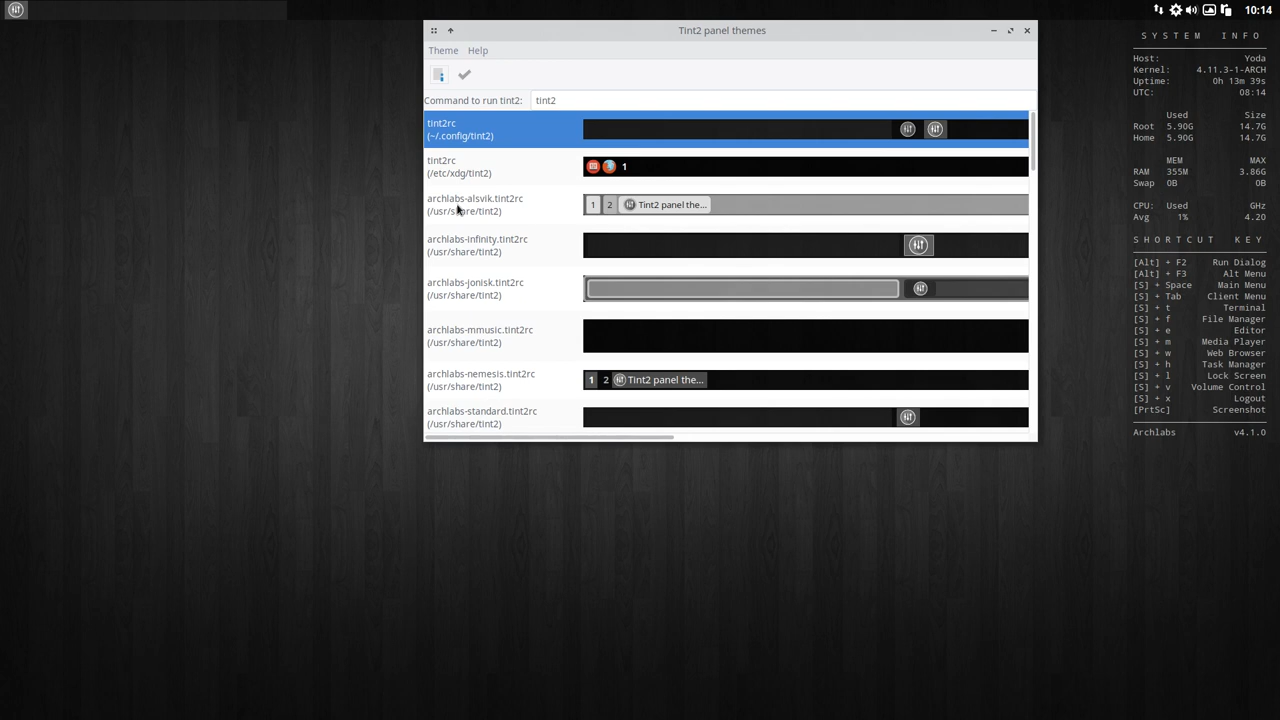 10:14
Tint2 panel themes
Theme Help
Command to run tint2: tint2
tint2rc
(~/.config/tint2)
tint2rc
(/etc/xdg/tint2)
1
archlabs-alsvik.tint2rc
(/usr/share/tint2)
1 2 Tint2 panel the...
archlabs-infinity.tint2rc
(/usr/share/tint2)
archlabs-jonisk.tint2rc
(/usr/share/tint2)
archlabs-mmusic.tint2rc
(/usr/share/tint2)
archlabs-nemesis.tint2rc
(/usr/share/tint2)
1 2 Tint2 panel the...
archlabs-standard.tint2rc
(/usr/share/tint2)
SYSTEM INFO
Host: Yoda
Kernel: 4.11.3-1-ARCH
Uptime: 0h 13m 39s
UTC: 08:14
Used Size
Root 5.90G 14.7G
Home 5.90G 14.7G
MEM MAX
RAM 355M 3.86G
Swap 0B 0B
CPU: Used GHz
Avg 1% 4.20
SHORTCUT KEY
[Alt] + F2 Run Dialog
[Alt] + F3 Alt Menu
[S] + Space Main Menu
[S] + Tab Client Menu
[S] + t Terminal
[S] + f File Manager
[S] + e Editor
[S] + m Media Player
[S] + w Web Browser
[S] + h Task Manager
[S] + l Lock Screen
[S] + v Volume Control
[S] + x Logout
[PrtSc] Screenshot
Archlabs v4.1.0